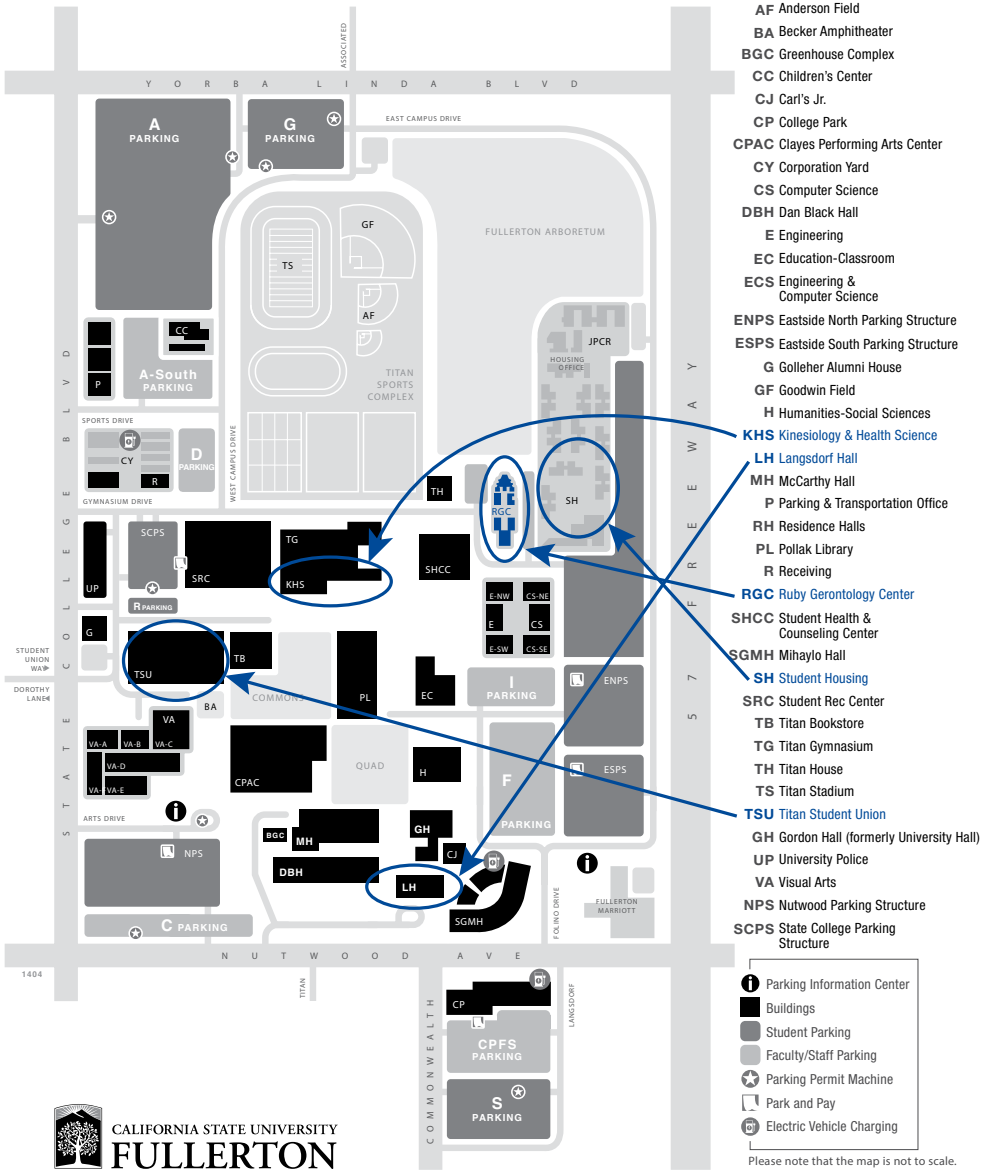 ASSOCIATED
YORBA LINDA BLVD
EAST CAMPUS DRIVE
A
PARKING
G
PARKING
GF
FULLERTON ARBORETUM
TS
AF
JPCR
HOUSING
OFFICE
CC
P
A-South
PARKING
TITAN
SPORTS
COMPLEX
SPORTS DRIVE
CY
R
D
PARKING
WEST CAMPUS DRIVE
GYMNASIUM DRIVE
STATE COLLEGE BLVD
57 FREEWAY
TH
RGC
SH
SCPS
UP
SRC
TG
KHS
SHCC
R PARKING
E-NW
CS-NE
E
CS
E-SW
CS-SE
G
STUDENT
UNION
WAY
DOROTHY
LANE
TSU
TB
BA
COMMONS
PL
EC
I
PARKING
ENPS
VA
VA-A
VA-B
VA-C
VA-D
VA-
VA-E
CPAC
QUAD
H
F
PARKING
ESPS
ARTS DRIVE
NPS
BGC
MH
GH
CJ
DBH
LH
SGMH
FOLINO DRIVE
FULLERTON
MARRIOTT
C PARKING
NUTWOOD AVE
1404
TITAN
COMMONWEALTH
LANGSDORF
CP
CPFS
PARKING
S
PARKING
CALIFORNIA STATE UNIVERSITY
FULLERTON
AF Anderson Field
BA Becker Amphitheater
BGC Greenhouse Complex
CC Children's Center
CJ Carl's Jr.
CP College Park
CPAC Clayes Performing Arts Center
CY Corporation Yard
CS Computer Science
DBH Dan Black Hall
E Engineering
EC Education-Classroom
ECS Engineering &
Computer Science
ENPS Eastside North Parking Structure
ESPS Eastside South Parking Structure
G Golleher Alumni House
GF Goodwin Field
H Humanities-Social Sciences
KHS Kinesiology & Health Science
LH Langsdorf Hall
MH McCarthy Hall
P Parking & Transportation Office
RH Residence Halls
PL Pollak Library
R Receiving
RGC Ruby Gerontology Center
SHCC Student Health &
Counseling Center
SGMH Mihaylo Hall
SH Student Housing
SRC Student Rec Center
TB Titan Bookstore
TG Titan Gymnasium
TH Titan House
TS Titan Stadium
TSU Titan Student Union
GH Gordon Hall (formerly University Hall)
UP University Police
VA Visual Arts
NPS Nutwood Parking Structure
SCPS State College Parking
Structure
Parking Information Center
Buildings
Student Parking
Faculty/Staff Parking
Parking Permit Machine
Park and Pay
Electric Vehicle Charging
Please note that the map is not to scale.